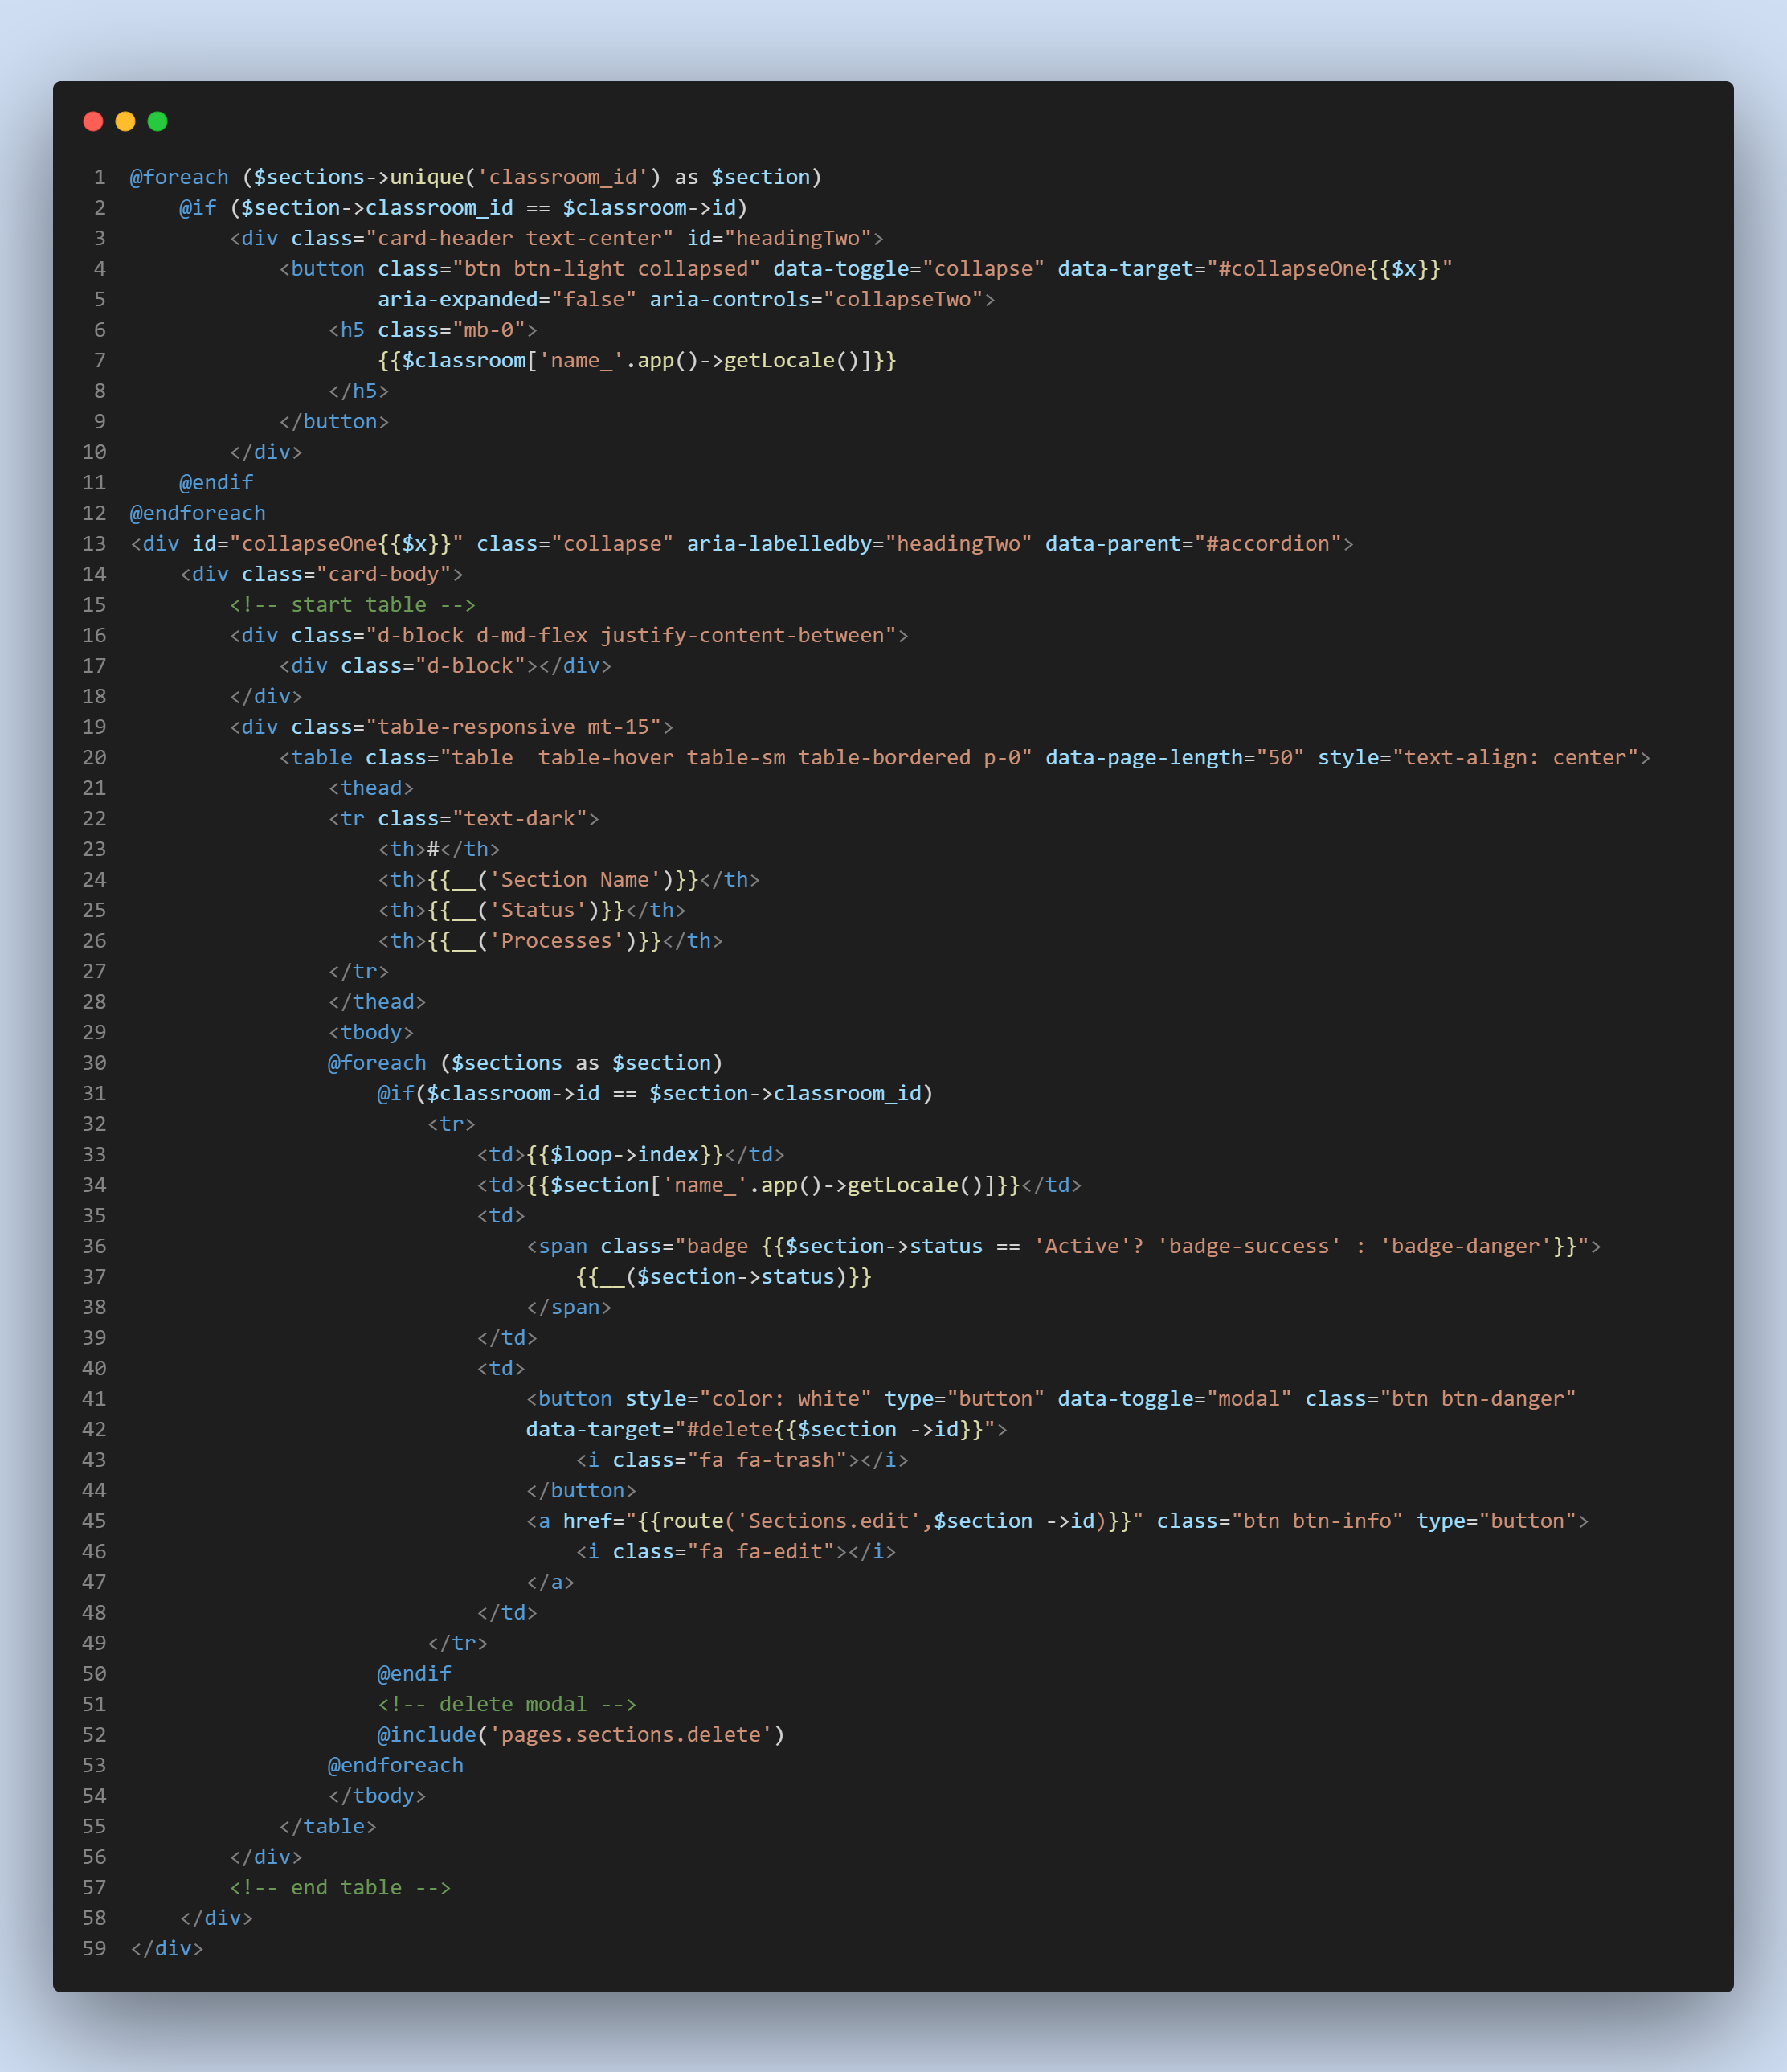 1 @foreach ($sections->unique('classroom_id') as $section)
2     @if ($section->classroom_id == $classroom->id)
3         <div class="card-header text-center" id="headingTwo">
4             <button class="btn btn-light collapsed" data-toggle="collapse" data-target="#collapseOne{{$x}}"
5                     aria-expanded="false" aria-controls="collapseTwo">
6                 <h5 class="mb-0">
7                     {{$classroom['name_'.app()->getLocale()]}}
8                 </h5>
9             </button>
10         </div>
11     @endif
12 @endforeach
13 <div id="collapseOne{{$x}}" class="collapse" aria-labelledby="headingTwo" data-parent="#accordion">
14     <div class="card-body">
15         <!-- start table -->
16         <div class="d-block d-md-flex justify-content-between">
17             <div class="d-block"></div>
18         </div>
19         <div class="table-responsive mt-15">
20             <table class="table  table-hover table-sm table-bordered p-0" data-page-length="50" style="text-align: center">
21                 <thead>
22                 <tr class="text-dark">
23                     <th>#</th>
24                     <th>{{__('Section Name')}}</th>
25                     <th>{{__('Status')}}</th>
26                     <th>{{__('Processes')}}</th>
27                 </tr>
28                 </thead>
29                 <tbody>
30                 @foreach ($sections as $section)
31                     @if($classroom->id == $section->classroom_id)
32                         <tr>
33                             <td>{{$loop->index}}</td>
34                             <td>{{$section['name_'.app()->getLocale()]}}</td>
35                             <td>
36                                 <span class="badge {{$section->status == 'Active'? 'badge-success' : 'badge-danger'}}">
37                                     {{__($section->status)}}
38                                 </span>
39                             </td>
40                             <td>
41                                 <button style="color: white" type="button" data-toggle="modal" class="btn btn-danger"
42                                 data-target="#delete{{$section ->id}}">
43                                     <i class="fa fa-trash"></i>
44                                 </button>
45                                 <a href="{{route('Sections.edit',$section ->id)}}" class="btn btn-info" type="button">
46                                     <i class="fa fa-edit"></i>
47                                 </a>
48                             </td>
49                         </tr>
50                     @endif
51                     <!-- delete modal -->
52                     @include('pages.sections.delete')
53                 @endforeach
54                 </tbody>
55             </table>
56         </div>
57         <!-- end table -->
58     </div>
59 </div>